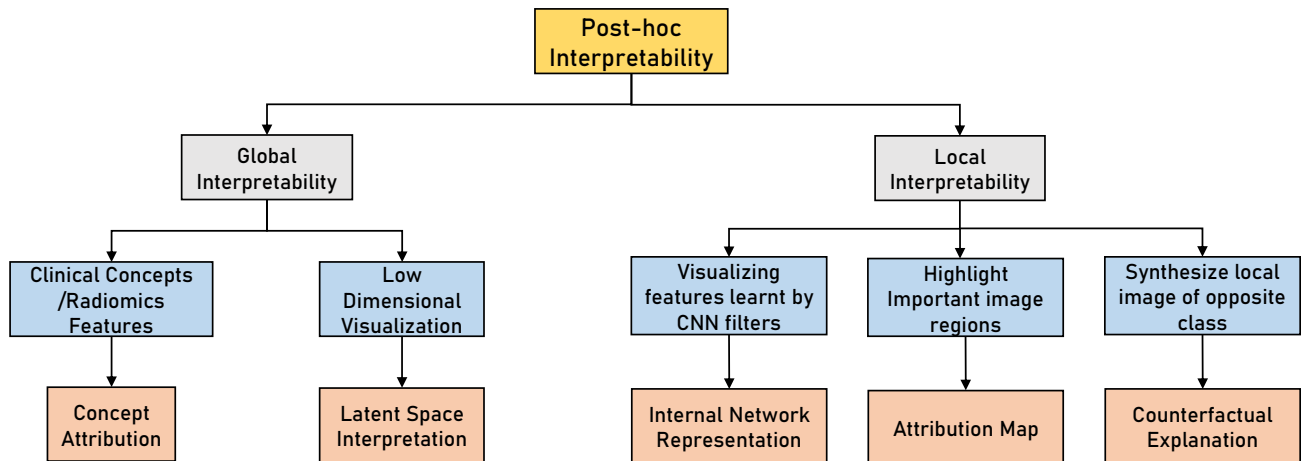 Post-hoc
Interpretability
Global
Interpretability
Local
Interpretability
Clinical Concepts
/Radiomics
Features
Low
Dimensional
Visualization
Visualizing
features learnt by
CNN filters
Highlight
Important image
regions
Synthesize local
image of opposite
class
Concept
Attribution
Latent Space
Interpretation
Internal Network
Representation
Attribution Map
Counterfactual
Explanation